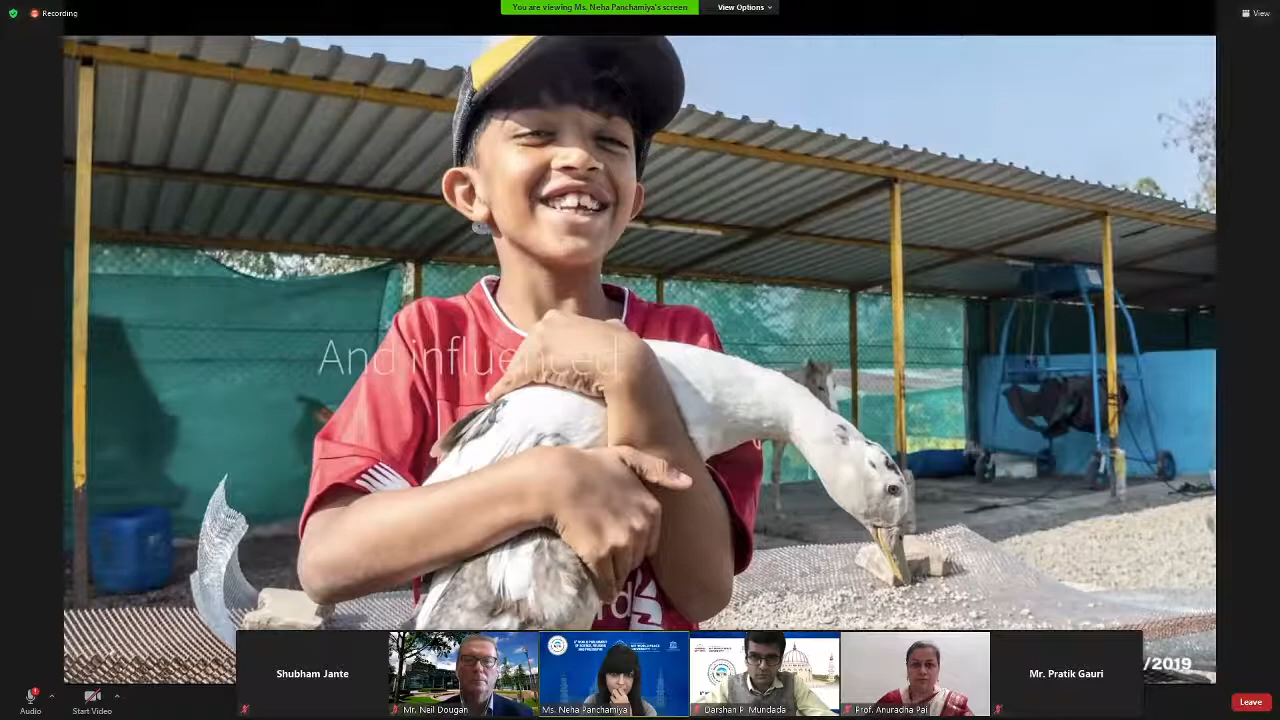 Recording
You are viewing Ms. Neha Panchamiya's screen
View Options
View
And influenced
/2019
Shubham Jante
Mr. Neil Dougan
Ms. Neha Panchamiya
Darshan P. Mundada
Prof. Anuradha Pai
Mr. Pratik Gauri
Audio
Start Video
Leave